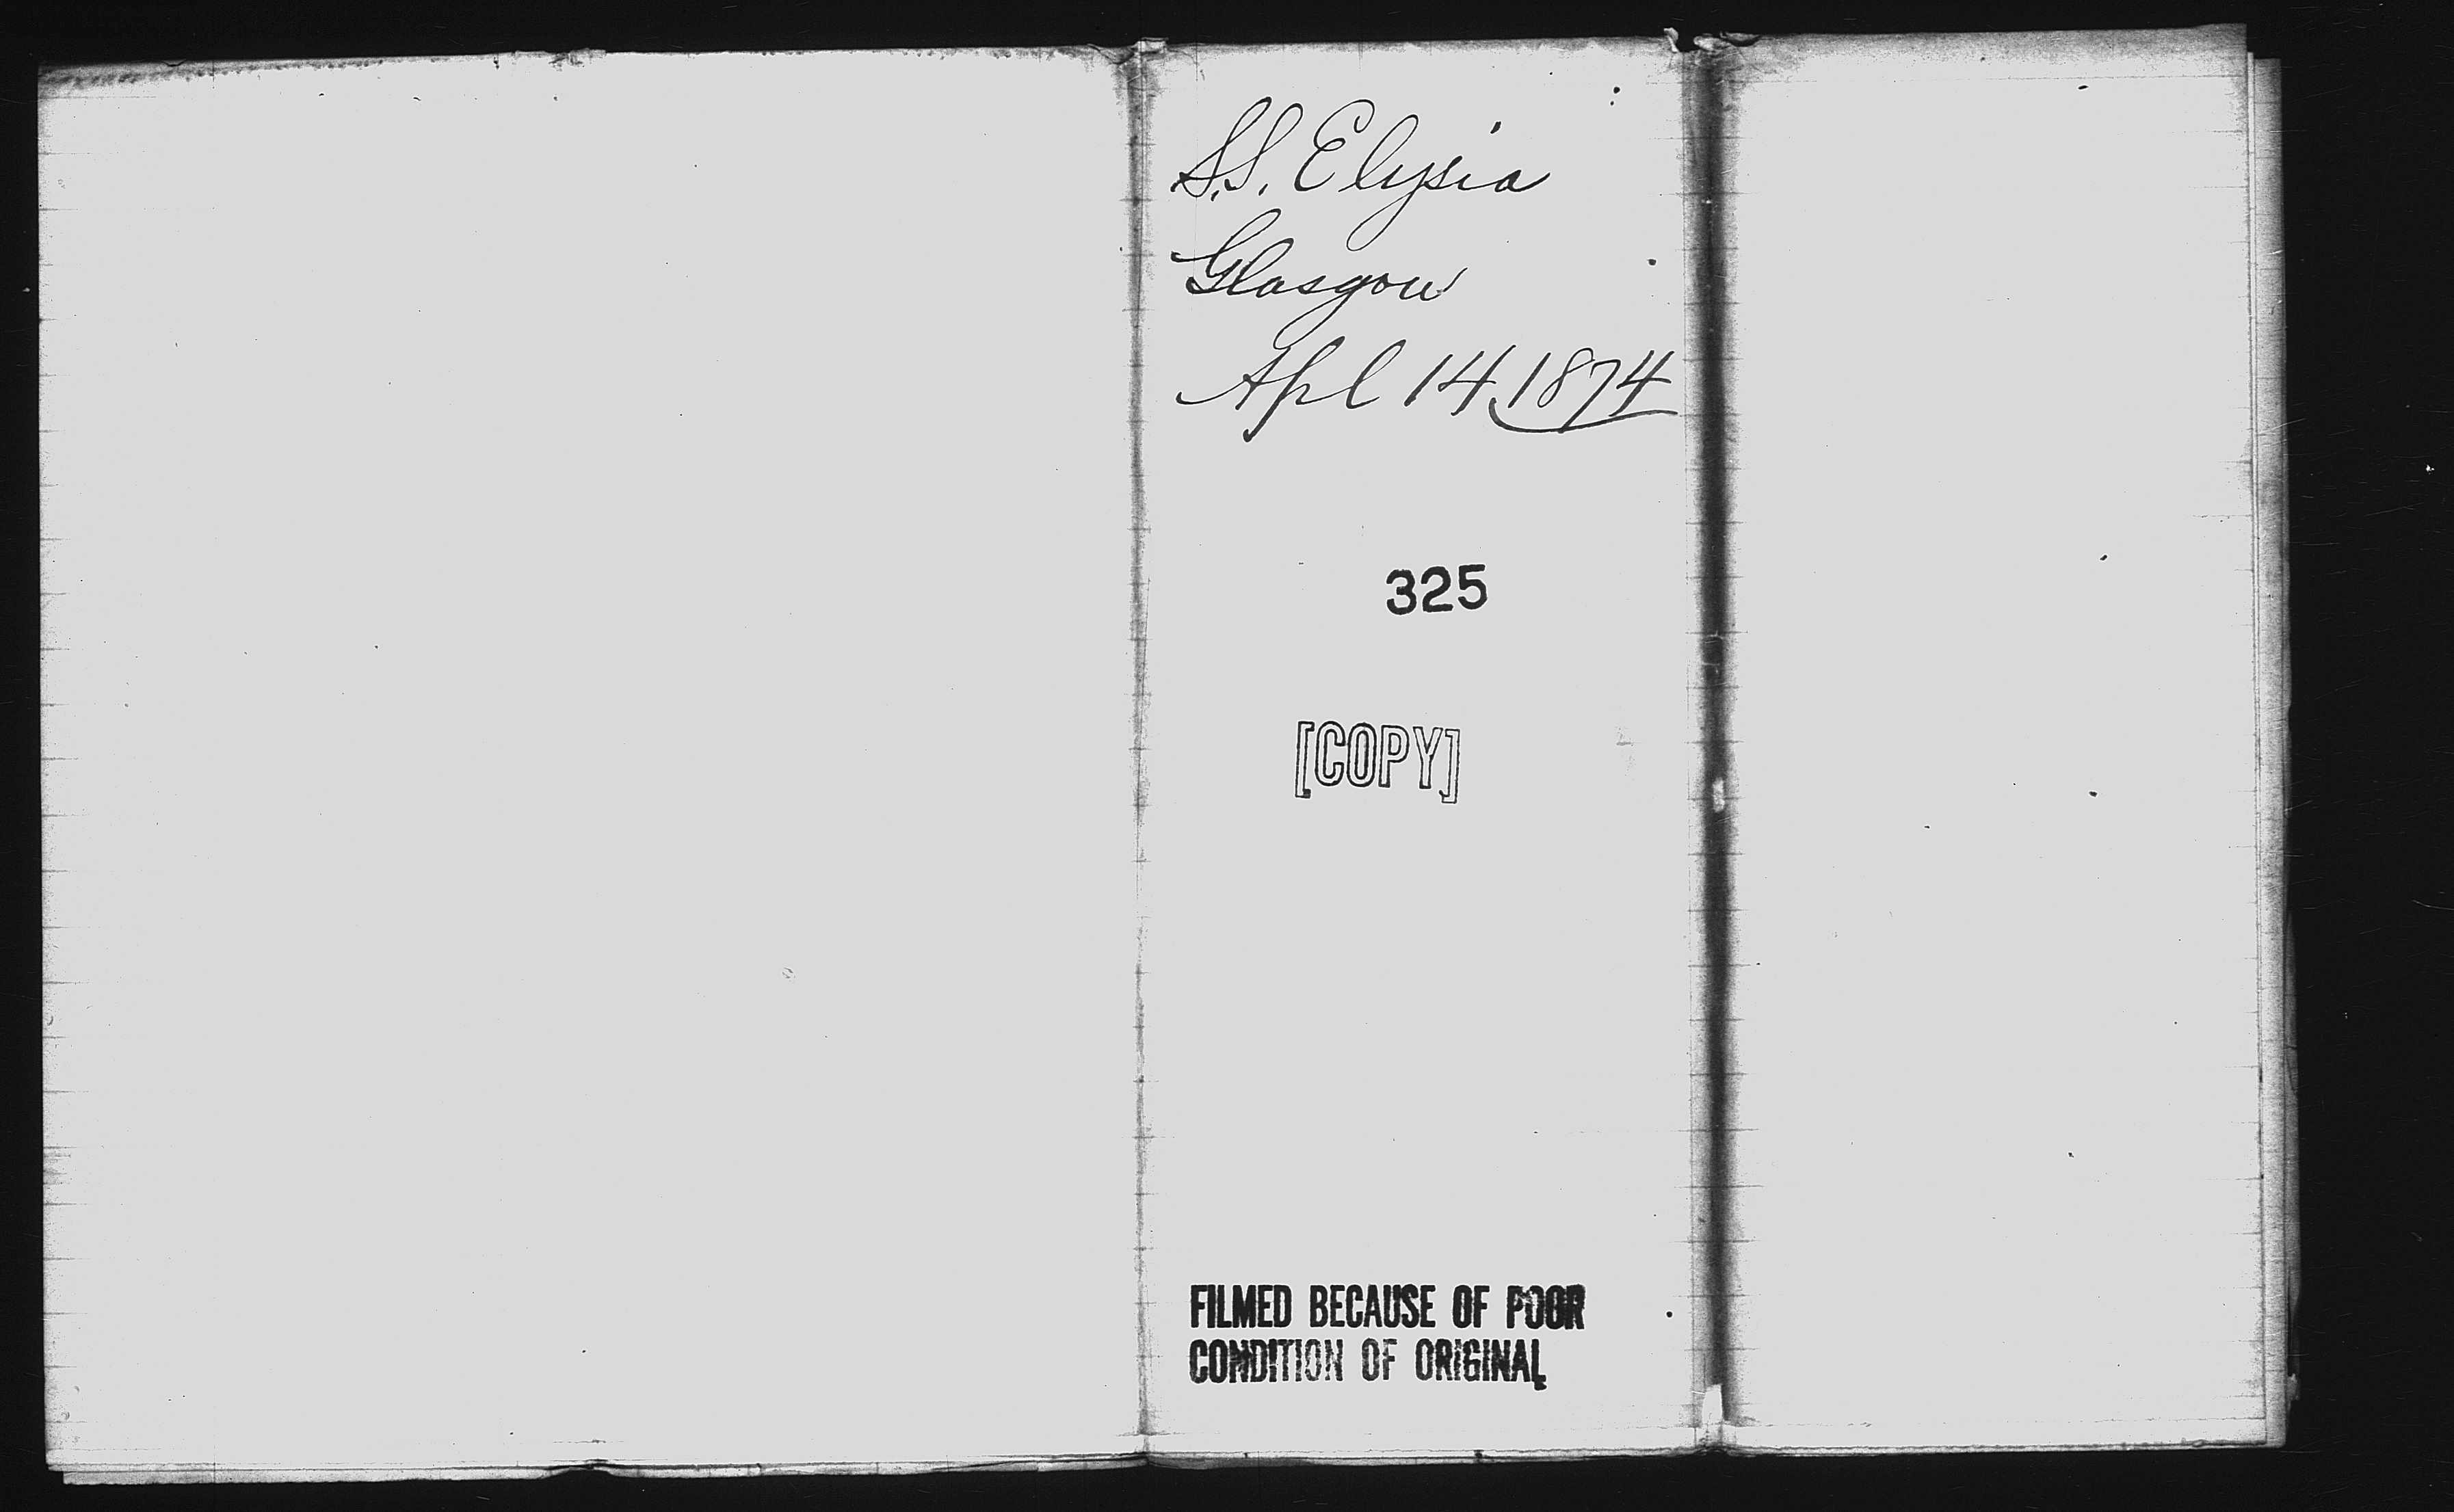 S.S. Elysia
Glasgow
Apl 14, 1874
325
[COPY]
FILMED BECAUSE OF POOR
CONDITION OF ORIGINAL